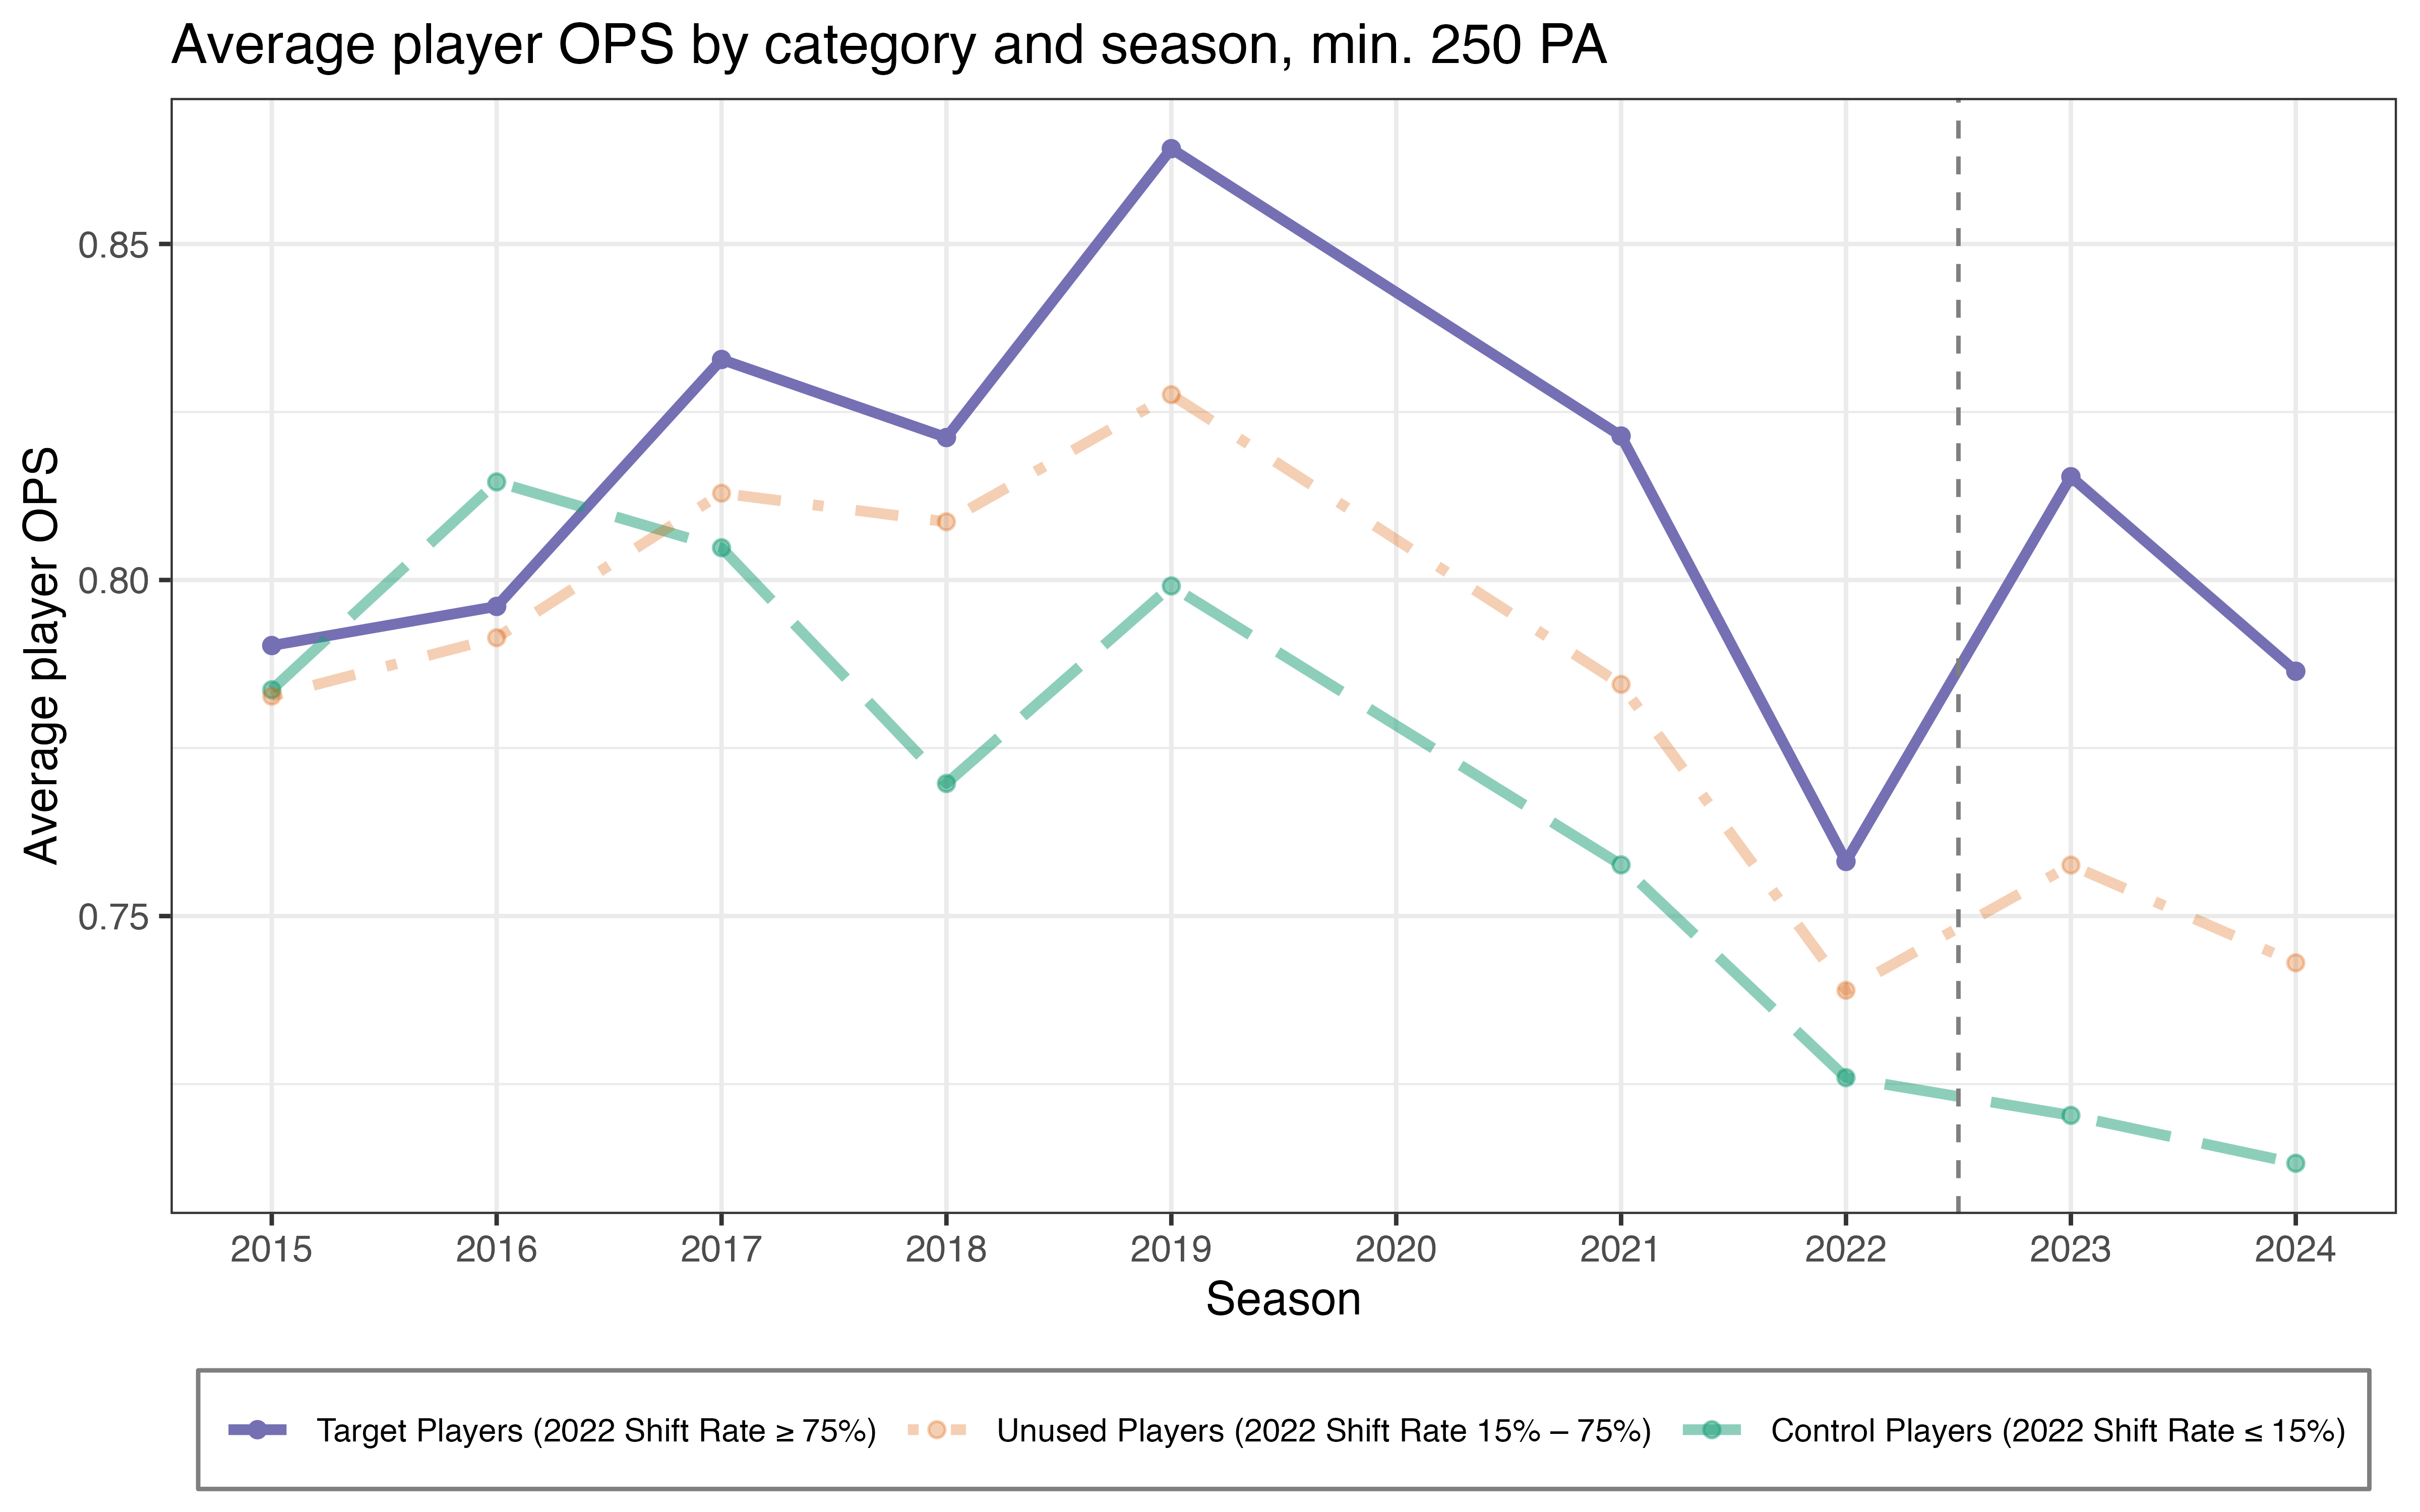 Average player OPS by category and season, min. 250 PA
Average player OPS
0.85
0.80
0.75
2015 2016 2017 2018 2019 2020 2021 2022 2023 2024
Season
Target Players (2022 Shift Rate ≥ 75%) Unused Players (2022 Shift Rate 15% – 75%) Control Players (2022 Shift Rate ≤ 15%)